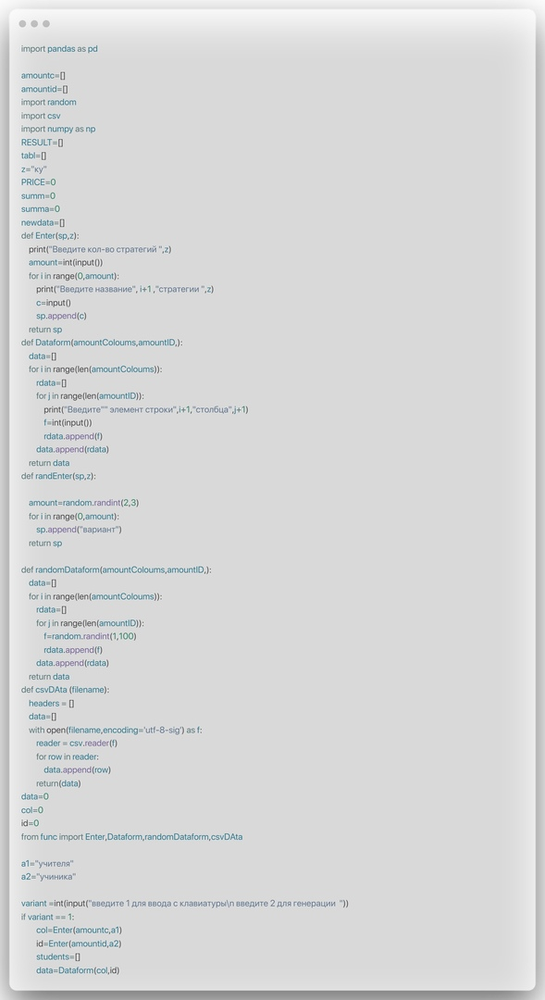 import pandas as pd
amountc=[]
amountid=[]
import random
import csv
import numpy as np
RESULT=[]
tabl=[]
z="ку"
PRICE=0
summ=0
summa=0
newdata=[]
def Enter(sp,z):
print("Введите кол-во стратегий ",z)
amount=int(input())
for i in range(0,amount):
print("Введите название", i+1 ,"стратегии ",z)
c=input()
sp.append(c)
return sp
def Dataform(amountColoums,amountID,):
data=[]
for i in range(len(amountColoums)):
rdata=[]
for j in range(len(amountID)):
print("Введите"" элемент строки",i+1,"столбца",j+1)
f=int(input())
rdata.append(f)
data.append(rdata)
return data
def randEnter(sp,z):
amount=random.randint(2,3)
for i in range(0,amount):
sp.append("вариант")
return sp
def randomDataform(amountColoums,amountID,):
data=[]
for i in range(len(amountColoums)):
rdata=[]
for j in range(len(amountID)):
f=random.randint(1,100)
rdata.append(f)
data.append(rdata)
return data
def csvDAta (filename):
headers = []
data=[]
with open(filename,encoding='utf-8-sig') as f:
reader = csv.reader(f)
for row in reader:
data.append(row)
return(data)
data=0
col=0
id=0
from func import Enter,Dataform,randomDataform,csvDAta
a1="учителя"
a2="учиника"
variant =int(input("введите 1 для ввода с клавиатуры\n введите 2 для генерации  "))
if variant == 1:
col=Enter(amountc,a1)
id=Enter(amountid,a2)
students=[]
data=Dataform(col,id)